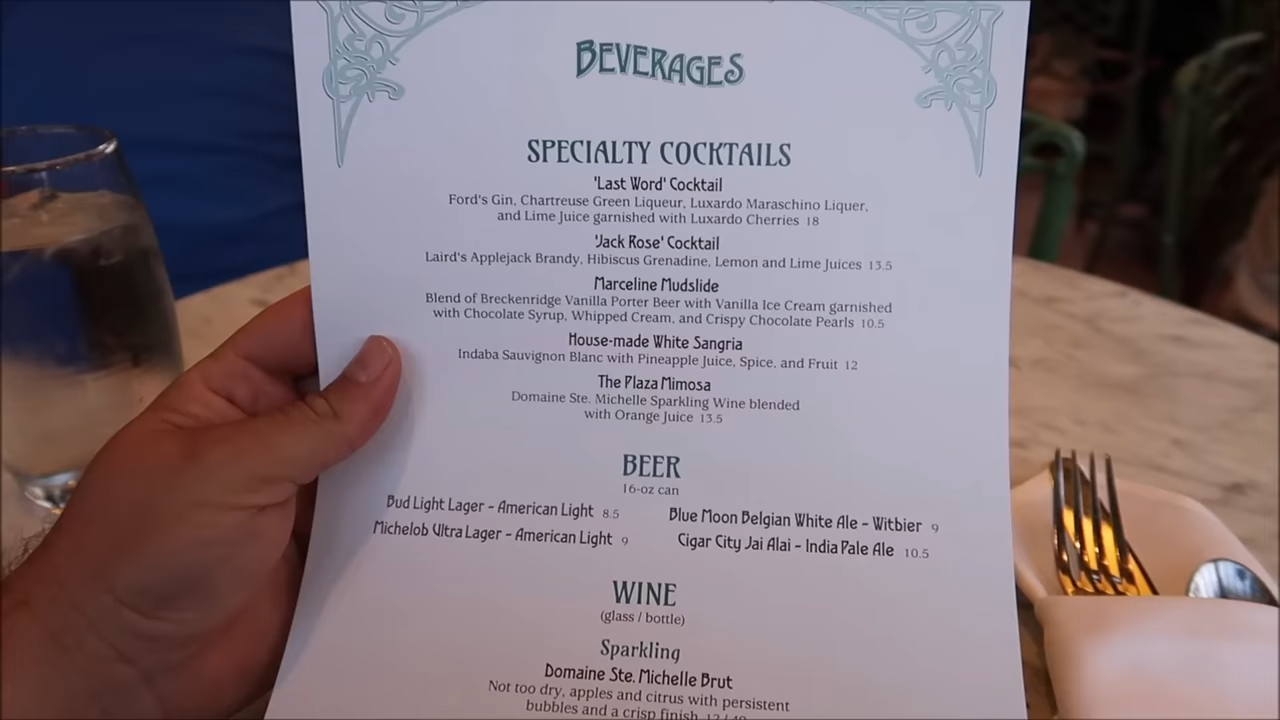 BEVERAGES
SPECIALTY COCKTAILS
'Last Word' Cocktail
Ford's Gin, Chartreuse Green Liqueur, Luxardo Maraschino Liquer,
and Lime Juice garnished with Luxardo Cherries 18
'Jack Rose' Cocktail
Laird's Applejack Brandy, Hibiscus Grenadine, Lemon and Lime Juices 13.5
Marceline Mudslide
Blend of Breckenridge Vanilla Porter Beer with Vanilla Ice Cream garnished
with Chocolate Syrup, Whipped Cream, and Crispy Chocolate Pearls 10.5
House-made White Sangria
Indaba Sauvignon Blanc with Pineapple Juice, Spice, and Fruit 12
The Plaza Mimosa
Domaine Ste. Michelle Sparkling Wine blended
with Orange Juice 13.5
BEER
16-oz can
Bud Light Lager - American Light 8.5
Blue Moon Belgian White Ale - Witbier 9
Michelob Ultra Lager - American Light 9
Cigar City Jai Alai - India Pale Ale 10.5
WINE
(glass / bottle)
Sparkling
Domaine Ste. Michelle Brut
Not too dry, apples and citrus with persistent
bubbles and a crisp finish